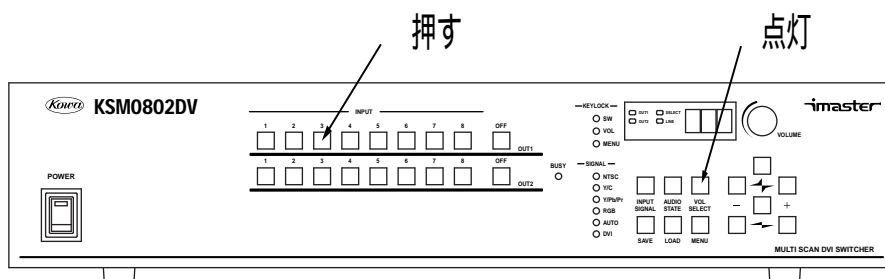 押す 点灯
Kowa KSM0802DV
imaster
INPUT
1 2 3 4 5 6 7 8 OFF
OUT1
1 2 3 4 5 6 7 8 OFF
OUT2
POWER
BUSY
KEYLOCK
SW
VOL
MENU
SIGNAL
NTSC
Y/C
Y/Pb/Pr
RGB
AUTO
DVI
OUT1 SELECT
OUT2 LINE
VOLUME
INPUT SIGNAL
AUDIO STATE
VOL SELECT
SAVE LOAD MENU
− +
MULTI SCAN DVI SWITCHER